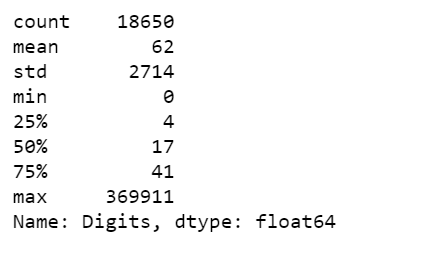 count 18650
mean 62
std 2714
min 0
25% 4
50% 17
75% 41
max 369911
Name: Digits, dtype: float64